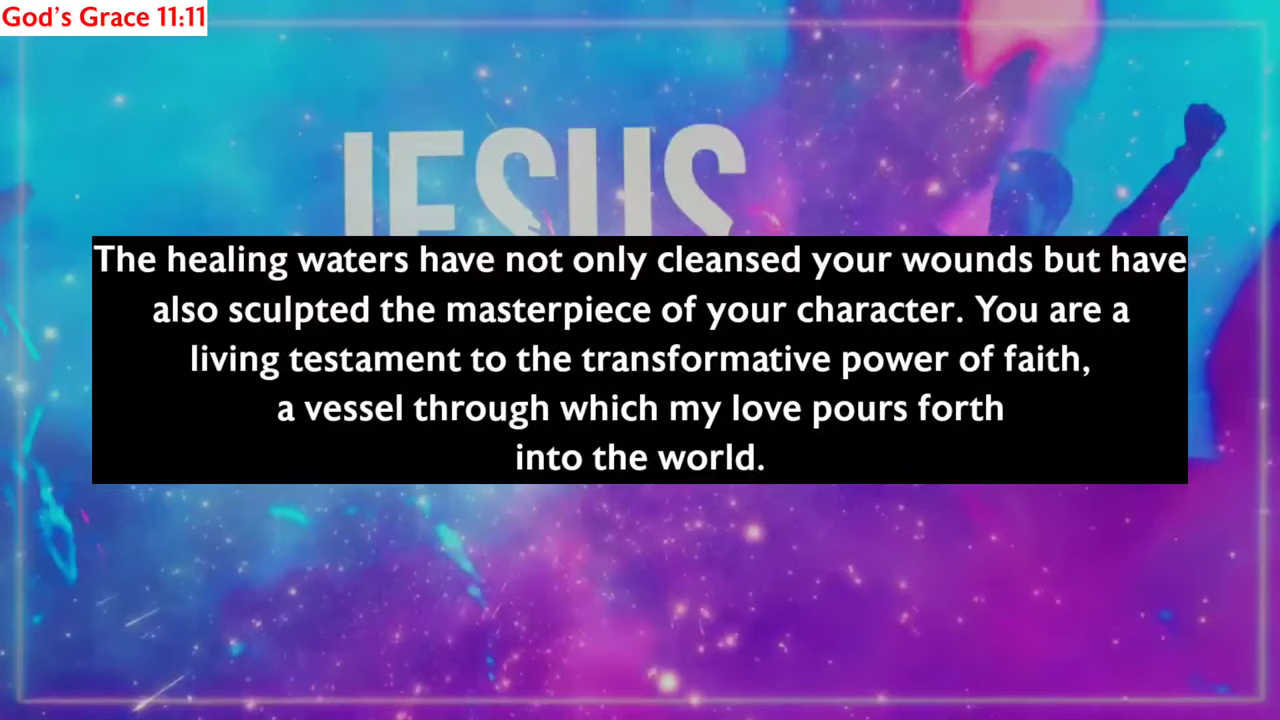 God's Grace 11:11
JESUS
The healing waters have not only cleansed your wounds but have
also sculpted the masterpiece of your character. You are a
living testament to the transformative power of faith,
a vessel through which my love pours forth
into the world.